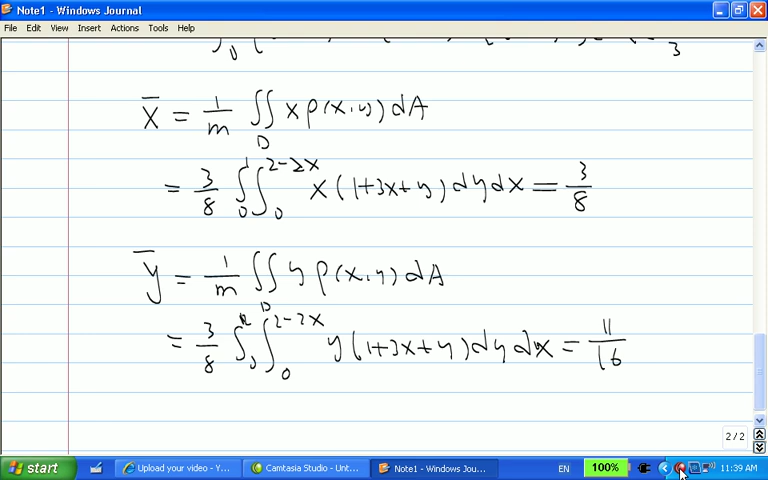 Note1 - Windows Journal
File Edit View Insert Actions Tools Help
3
x̄ = 1/m ∬_D x ρ(x,y) dA
= 3/8 ∫_0^1 ∫_0^{2-2x} x(1+3x+y) dy dx = 3/8
ȳ = 1/m ∬_D y ρ(x,y) dA
= 3/8 ∫_0 ∫_0^{2-2x} y(1+3x+y) dy dx = 11/16
2 / 2
start Upload your video - Y... Camtasia Studio - Unt... Note1 - Windows Jou... EN 100% 11:39 AM